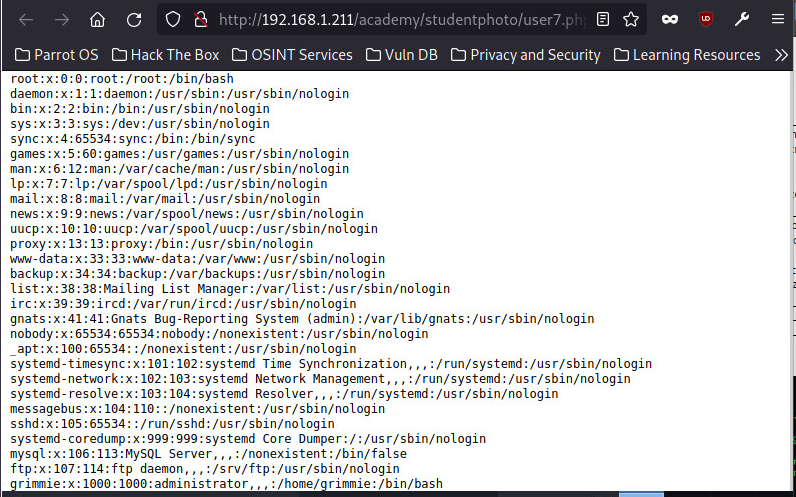 http://192.168.1.211/academy/studentphoto/user7.php
Parrot OS Hack The Box OSINT Services Vuln DB Privacy and Security Learning Resources
root:x:0:0:root:/root:/bin/bash
daemon:x:1:1:daemon:/usr/sbin:/usr/sbin/nologin
bin:x:2:2:bin:/bin:/usr/sbin/nologin
sys:x:3:3:sys:/dev:/usr/sbin/nologin
sync:x:4:65534:sync:/bin:/bin/sync
games:x:5:60:games:/usr/games:/usr/sbin/nologin
man:x:6:12:man:/var/cache/man:/usr/sbin/nologin
lp:x:7:7:lp:/var/spool/lpd:/usr/sbin/nologin
mail:x:8:8:mail:/var/mail:/usr/sbin/nologin
news:x:9:9:news:/var/spool/news:/usr/sbin/nologin
uucp:x:10:10:uucp:/var/spool/uucp:/usr/sbin/nologin
proxy:x:13:13:proxy:/bin:/usr/sbin/nologin
www-data:x:33:33:www-data:/var/www:/usr/sbin/nologin
backup:x:34:34:backup:/var/backups:/usr/sbin/nologin
list:x:38:38:Mailing List Manager:/var/list:/usr/sbin/nologin
irc:x:39:39:ircd:/var/run/ircd:/usr/sbin/nologin
gnats:x:41:41:Gnats Bug-Reporting System (admin):/var/lib/gnats:/usr/sbin/nologin
nobody:x:65534:65534:nobody:/nonexistent:/usr/sbin/nologin
_apt:x:100:65534::/nonexistent:/usr/sbin/nologin
systemd-timesync:x:101:102:systemd Time Synchronization,,,:/run/systemd:/usr/sbin/nologin
systemd-network:x:102:103:systemd Network Management,,,:/run/systemd:/usr/sbin/nologin
systemd-resolve:x:103:104:systemd Resolver,,,:/run/systemd:/usr/sbin/nologin
messagebus:x:104:110::/nonexistent:/usr/sbin/nologin
sshd:x:105:65534::/run/sshd:/usr/sbin/nologin
systemd-coredump:x:999:999:systemd Core Dumper:/:/usr/sbin/nologin
mysql:x:106:113:MySQL Server,,,:/nonexistent:/bin/false
ftp:x:107:114:ftp daemon,,,:/srv/ftp:/usr/sbin/nologin
grimmie:x:1000:1000:administrator,,,:/home/grimmie:/bin/bash